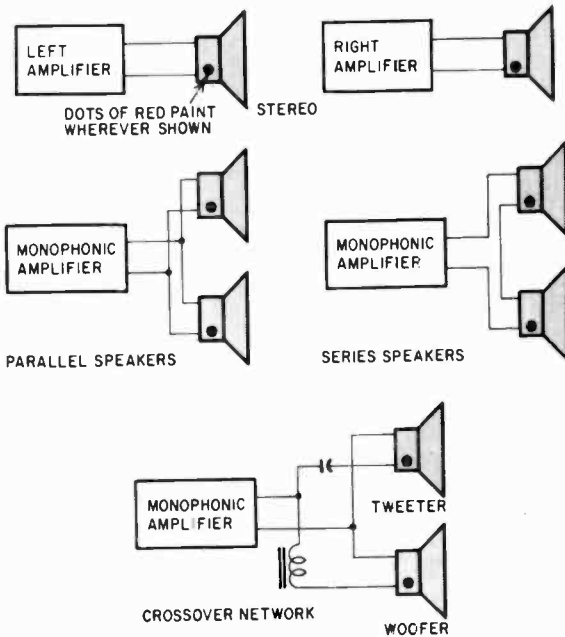 LEFT
AMPLIFIER
DOTS OF RED PAINT
WHEREVER SHOWN
STEREO
RIGHT
AMPLIFIER
MONOPHONIC
AMPLIFIER
PARALLEL SPEAKERS
MONOPHONIC
AMPLIFIER
SERIES SPEAKERS
MONOPHONIC
AMPLIFIER
TWEETER
CROSSOVER NETWORK
WOOFER